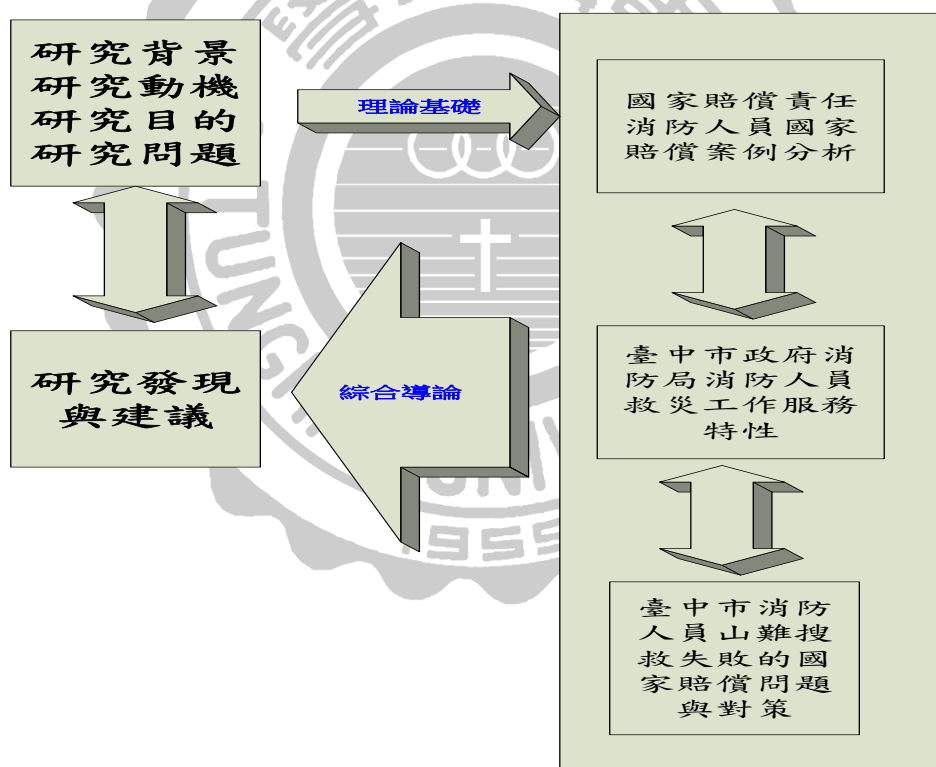 研究背景
研究動機
研究目的
研究問題
理論基礎
國家賠償責任
消防人員國家
賠償案例分析
研究發現
與建議
綜合導論
臺中市政府消
防局消防人員
救災工作服務
特性
臺中市消防
人員山難搜
救失敗的國
家賠償問題
與對策
TUNGH
UNI
1955